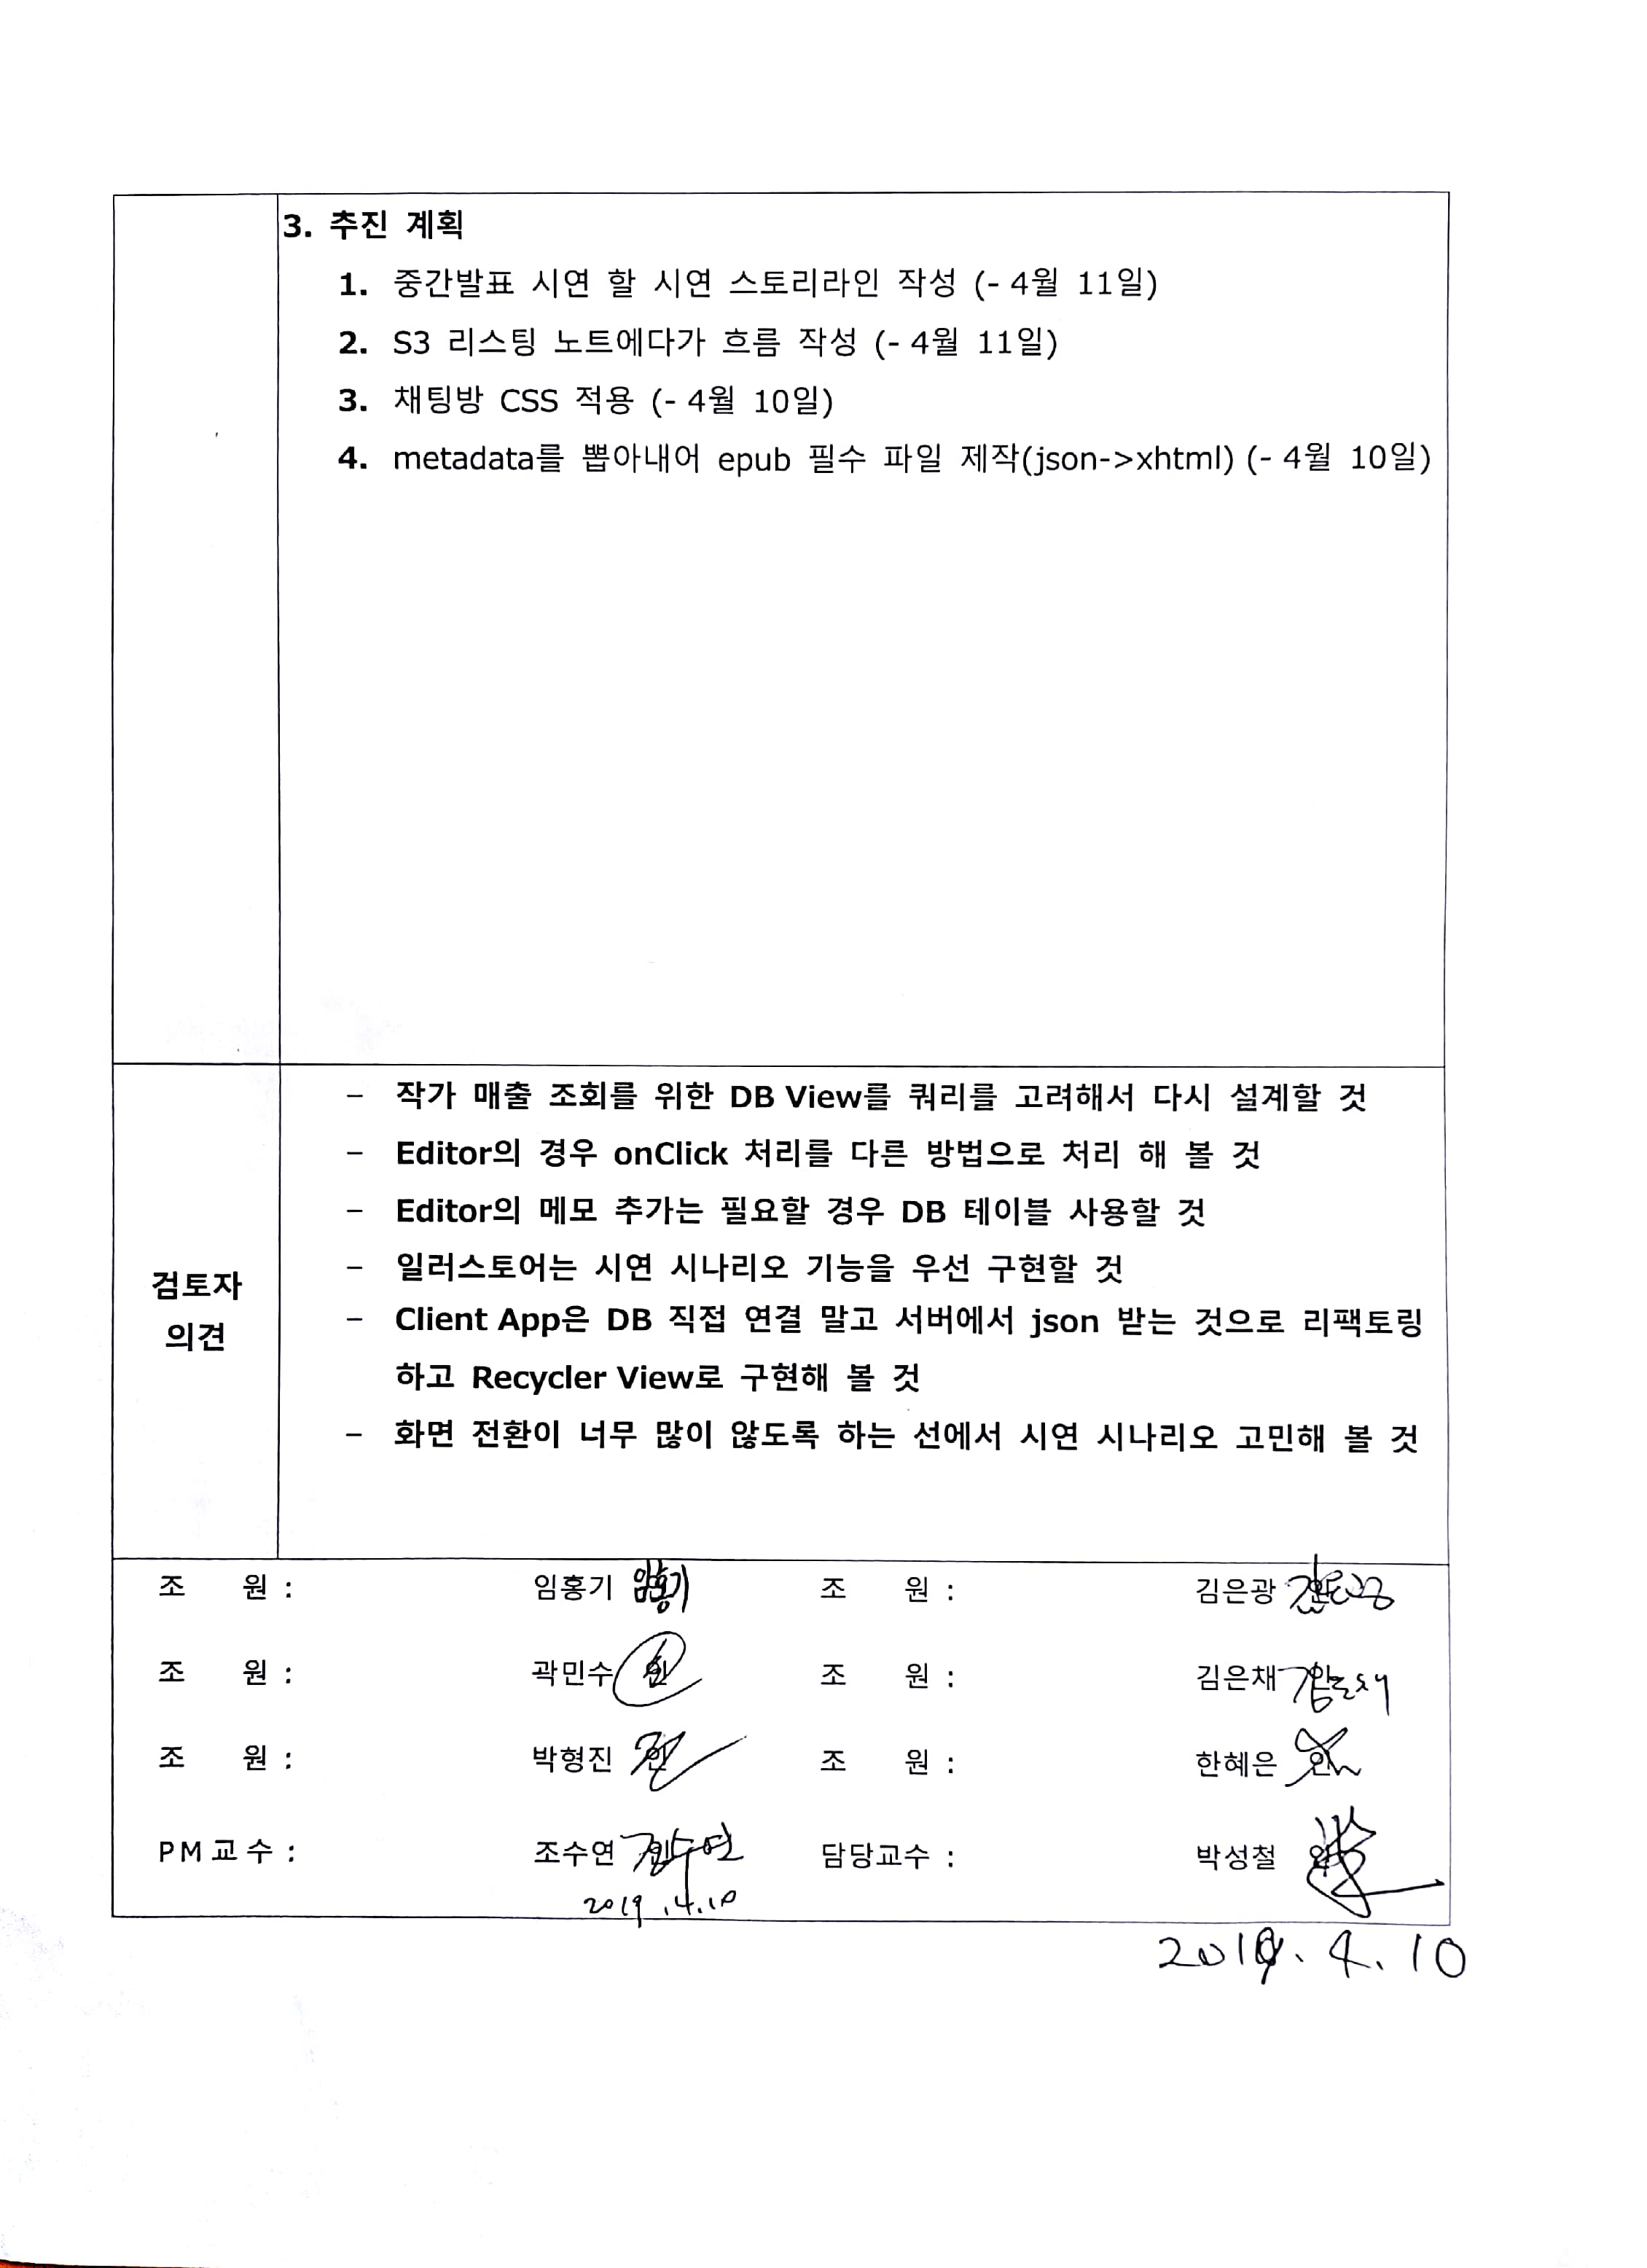 3. 추진 계획
1. 중간발표 시연 할 시연 스토리라인 작성 (- 4월 11일)
2. S3 리스팅 노트에다가 흐름 작성 (- 4월 11일)
3. 채팅방 CSS 적용 (- 4월 10일)
4. metadata를 뽑아내어 epub 필수 파일 제작(json->xhtml) (- 4월 10일)
검토자
의견
– 작가 매출 조회를 위한 DB View를 쿼리를 고려해서 다시 설계할 것
– Editor의 경우 onClick 처리를 다른 방법으로 처리 해 볼 것
– Editor의 메모 추가는 필요할 경우 DB 테이블 사용할 것
– 일러스토어는 시연 시나리오 기능을 우선 구현할 것
– Client App은 DB 직접 연결 말고 서버에서 json 받는 것으로 리팩토링
하고 Recycler View로 구현해 볼 것
– 화면 전환이 너무 많이 않도록 하는 선에서 시연 시나리오 고민해 볼 것
조 원 : 임홍기 임홍기 조 원 : 김은광 김은광
조 원 : 곽민수 인 조 원 : 김은채 김은채
조 원 : 박형진 인 조 원 : 한혜은 인
PM교수 : 조수연 조수연 담당교수 : 박성철 인
2019.4.10
2019. 4. 10